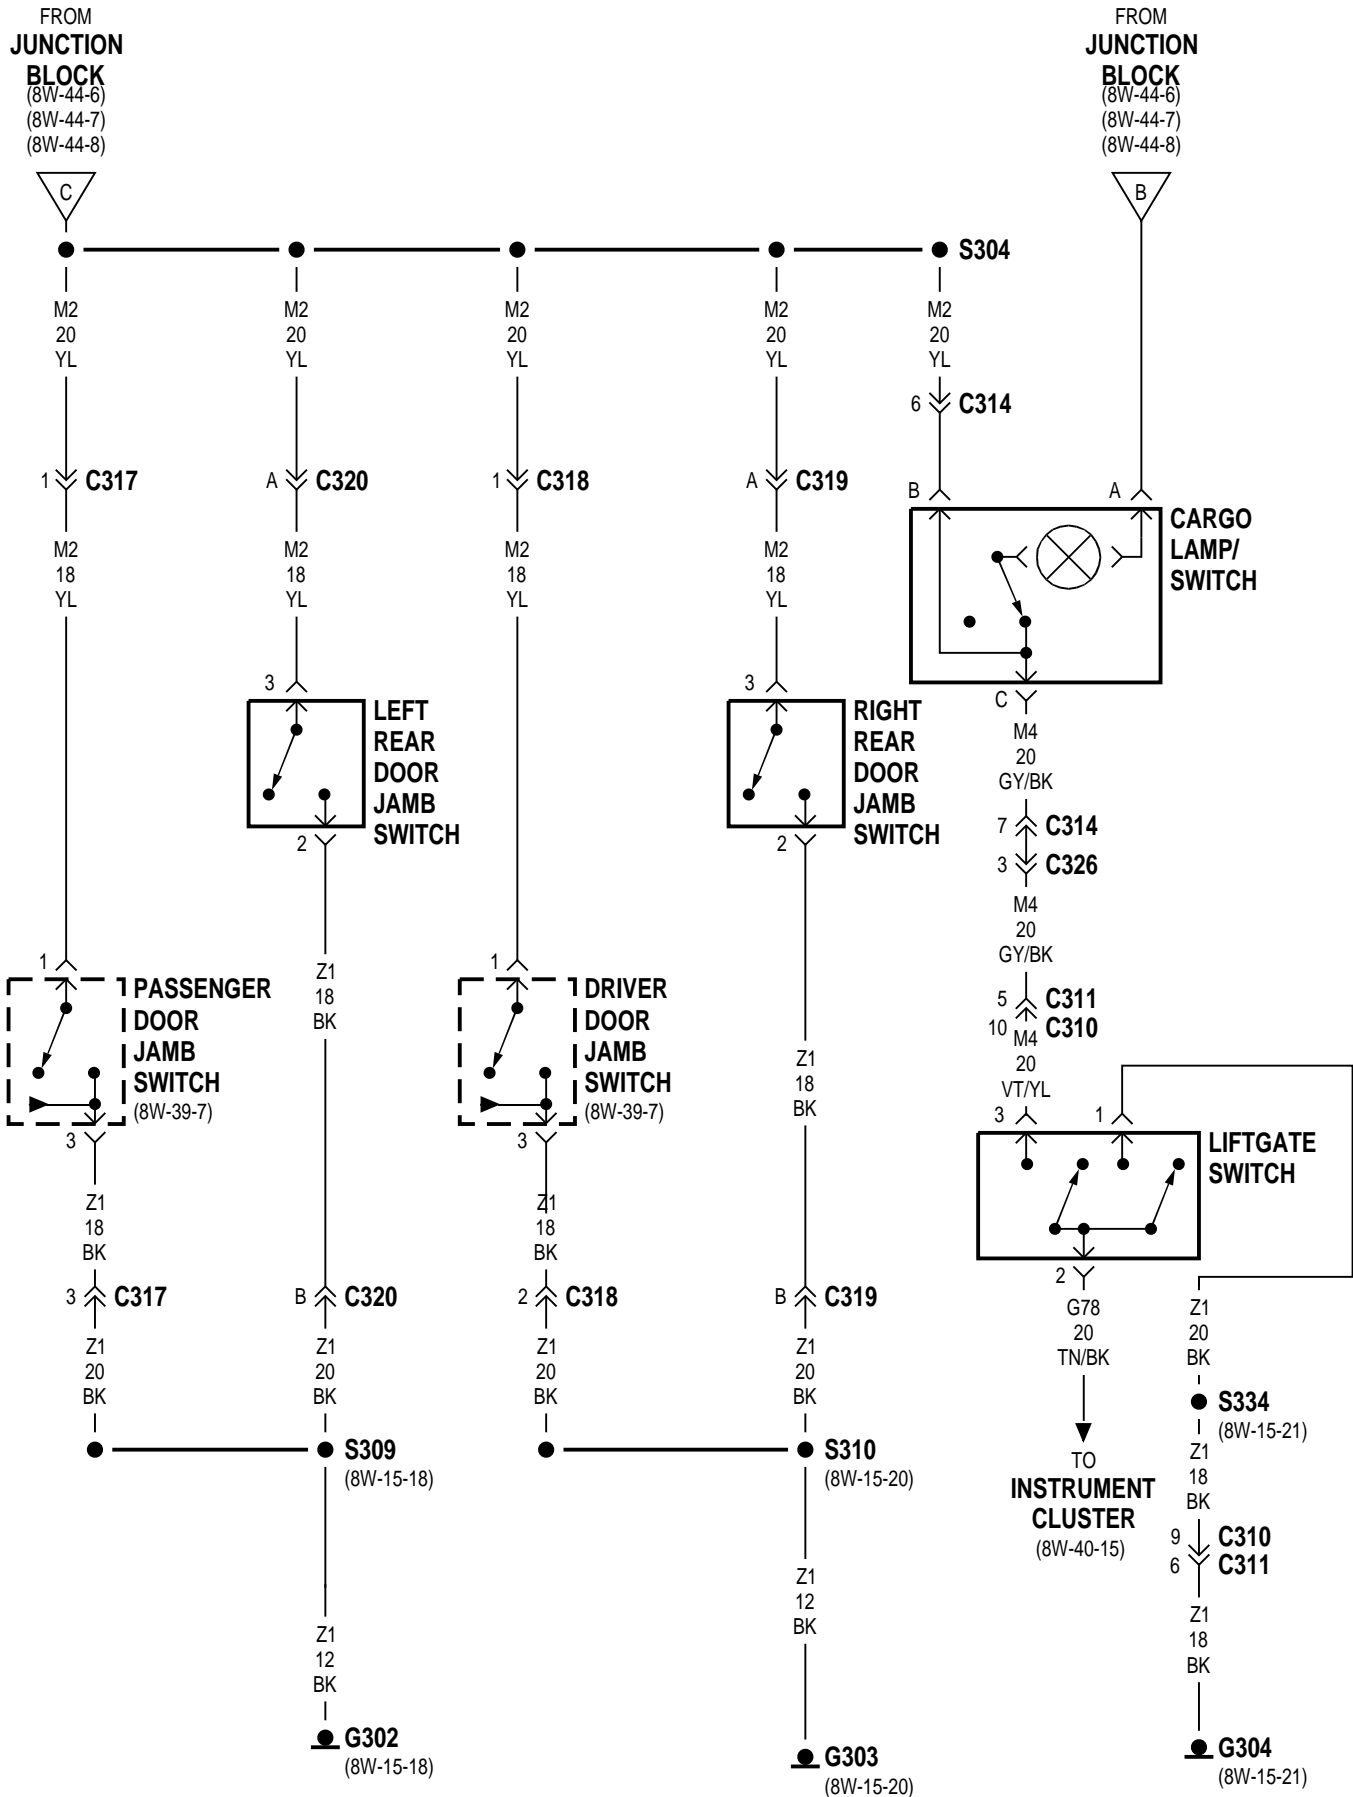 FROM
JUNCTION
BLOCK
(8W-44-6)
(8W-44-7)
(8W-44-8)
C
FROM
JUNCTION
BLOCK
(8W-44-6)
(8W-44-7)
(8W-44-8)
B
S304
M2
20
YL
M2
20
YL
M2
20
YL
M2
20
YL
M2
20
YL
6 C314
1 C317
A C320
1 C318
A C319
B
A
CARGO
LAMP/
SWITCH
M2
18
YL
M2
18
YL
M2
18
YL
M2
18
YL
3
LEFT
REAR
DOOR
JAMB
SWITCH
2
3
RIGHT
REAR
DOOR
JAMB
SWITCH
2
C
M4
20
GY/BK
7 C314
3 C326
M4
20
GY/BK
5 C311
10 C310
M4
20
VT/YL
1
PASSENGER
DOOR
JAMB
SWITCH
(8W-39-7)
3
Z1
18
BK
1
DRIVER
DOOR
JAMB
SWITCH
(8W-39-7)
3
Z1
18
BK
3
1
LIFTGATE
SWITCH
2
Z1
18
BK
Z1
18
BK
3 C317
B C320
2 C318
B C319
G78
20
TN/BK
Z1
20
BK
Z1
20
BK
Z1
20
BK
Z1
20
BK
Z1
20
BK
S309
(8W-15-18)
S310
(8W-15-20)
TO
INSTRUMENT
CLUSTER
(8W-40-15)
S334
(8W-15-21)
Z1
18
BK
9 C310
6 C311
Z1
12
BK
Z1
12
BK
Z1
18
BK
G302
(8W-15-18)
G303
(8W-15-20)
G304
(8W-15-21)